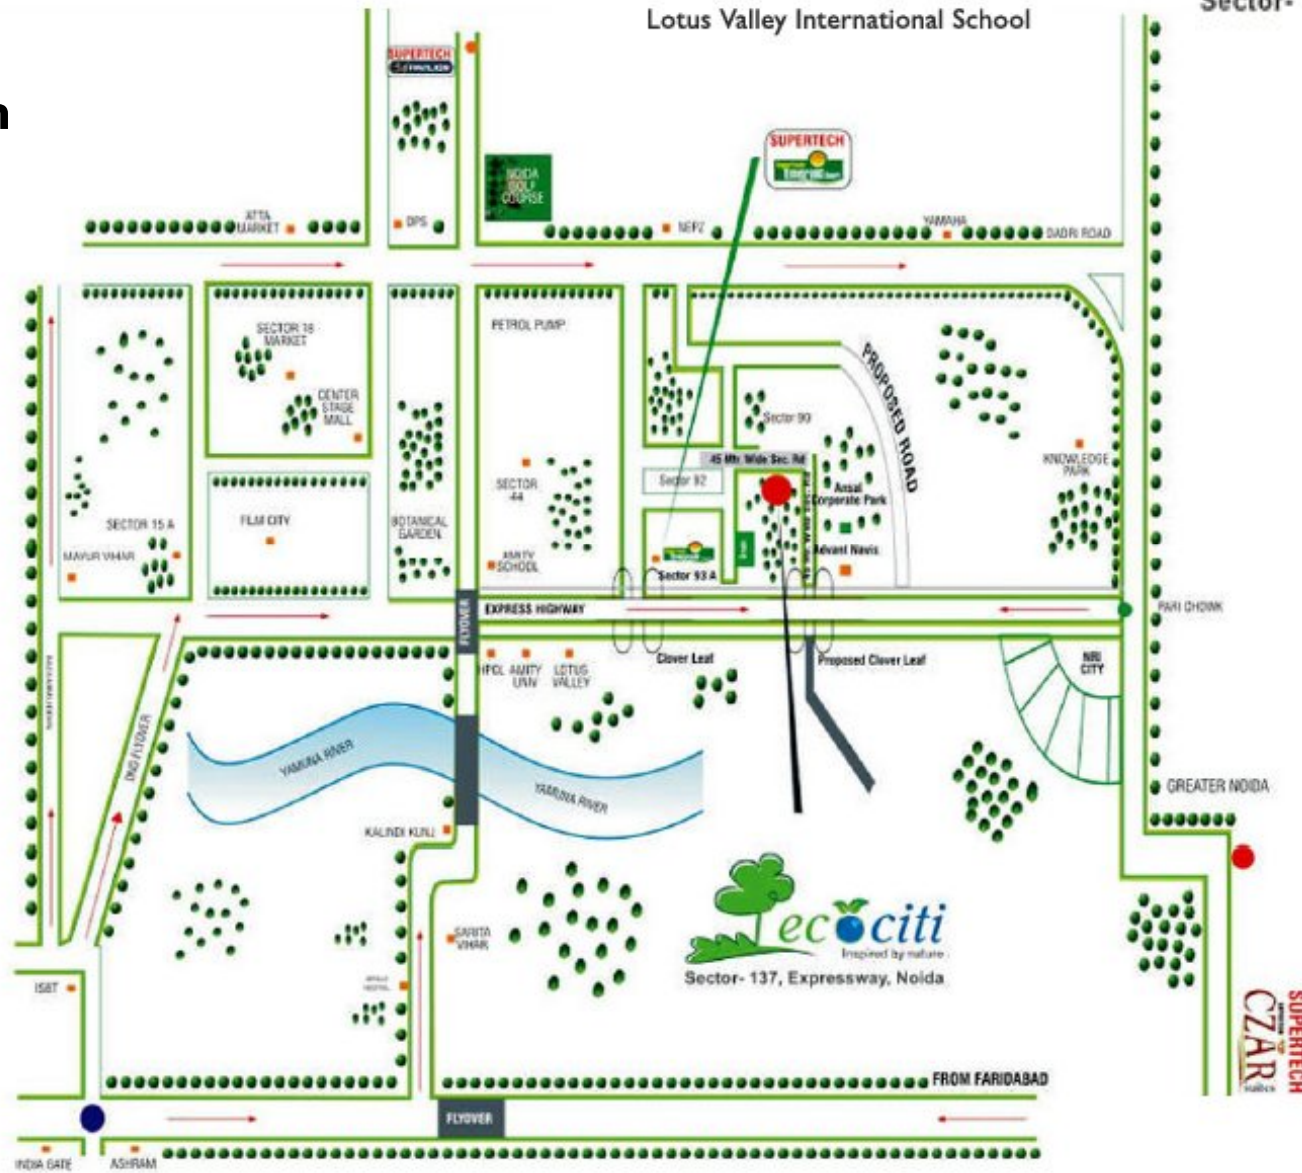 Sector-
Lotus Valley International School
n
SUPERTECH
SUPERTECH
NOIDA
GOLF
COURSE
ATTA
MARKET
DPS
NEPZ
YAMAHA
DADRI ROAD
PETROL PUMP
SECTOR 18
MARKET
CENTER
STAGE
MALL
PROPOSED ROAD
Sector 90
45 Mtr. Wide Sec. Rd
KNOWLEDGE
PARK
Sector 92
SECTOR
44
Ansal
Corporate Park
FILM CITY
BOTANICAL
GARDEN
SECTOR 15 A
MAYUR VIHAR
AMITY
SCHOOL
Advant Navis
Sector 93 A
EXPRESS HIGHWAY
FLYOVER
PARI CHOWK
HPCL
AMITY
UNIV
LOTUS
VALLEY
Clover Leaf
Proposed Clover Leaf
NRI
CITY
DND FLYOVER
YAMUNA RIVER
YAMUNA RIVER
GREATER NOIDA
KALINDI KUNJ
ecociti
Inspired by nature
Sector- 137, Expressway, Noida
SARITA
VIHAR
ISBT
SUPERTECH
CZAR
SUITES
FROM FARIDABAD
FLYOVER
INDIA GATE
ASHRAM